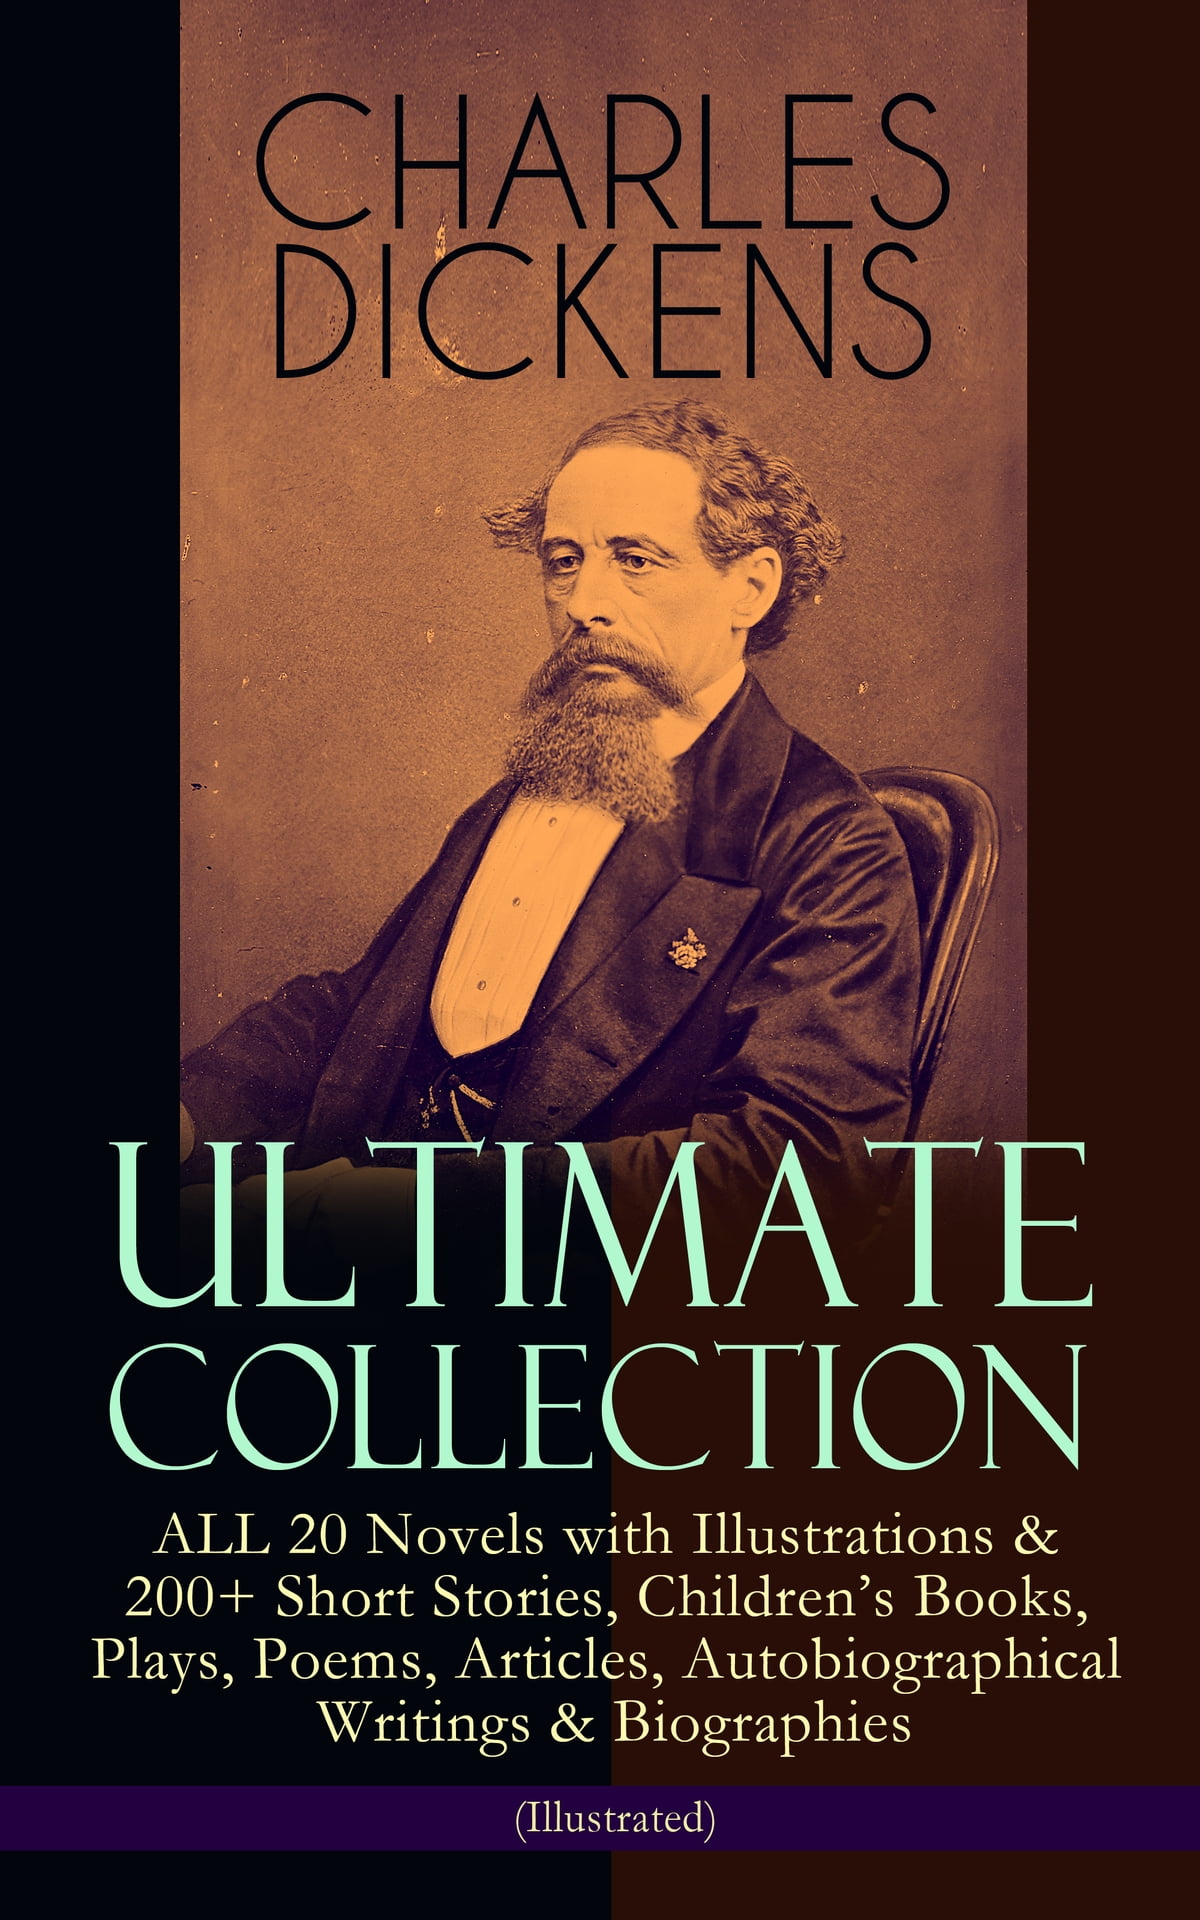 CHARLES
DICKENS
ULTIMATE
COLLECTION
ALL 20 Novels with Illustrations &
200+ Short Stories, Children’s Books,
Plays, Poems, Articles, Autobiographical
Writings & Biographies
(Illustrated)